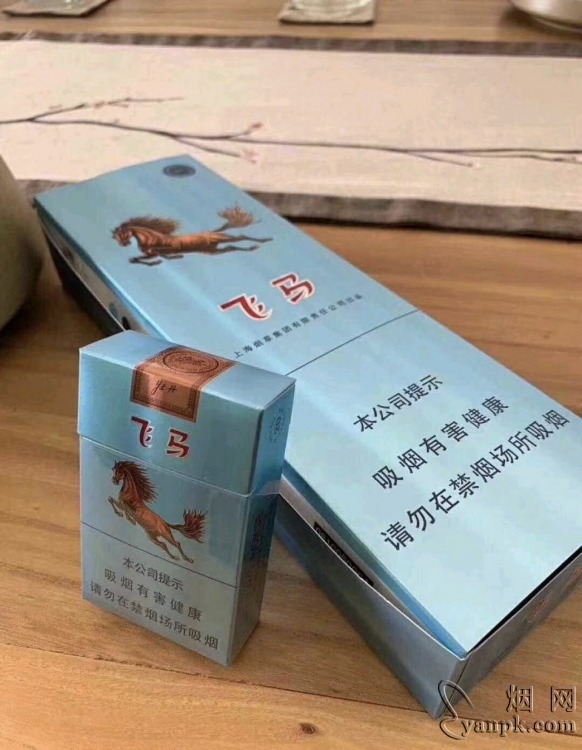 飞马
上海烟草集团有限责任公司出品
本公司提示
吸烟有害健康
请勿在禁烟场所吸烟
飞马
本公司提示
吸烟有害健康
请勿在禁烟场所吸烟
烟网
yanpk.com